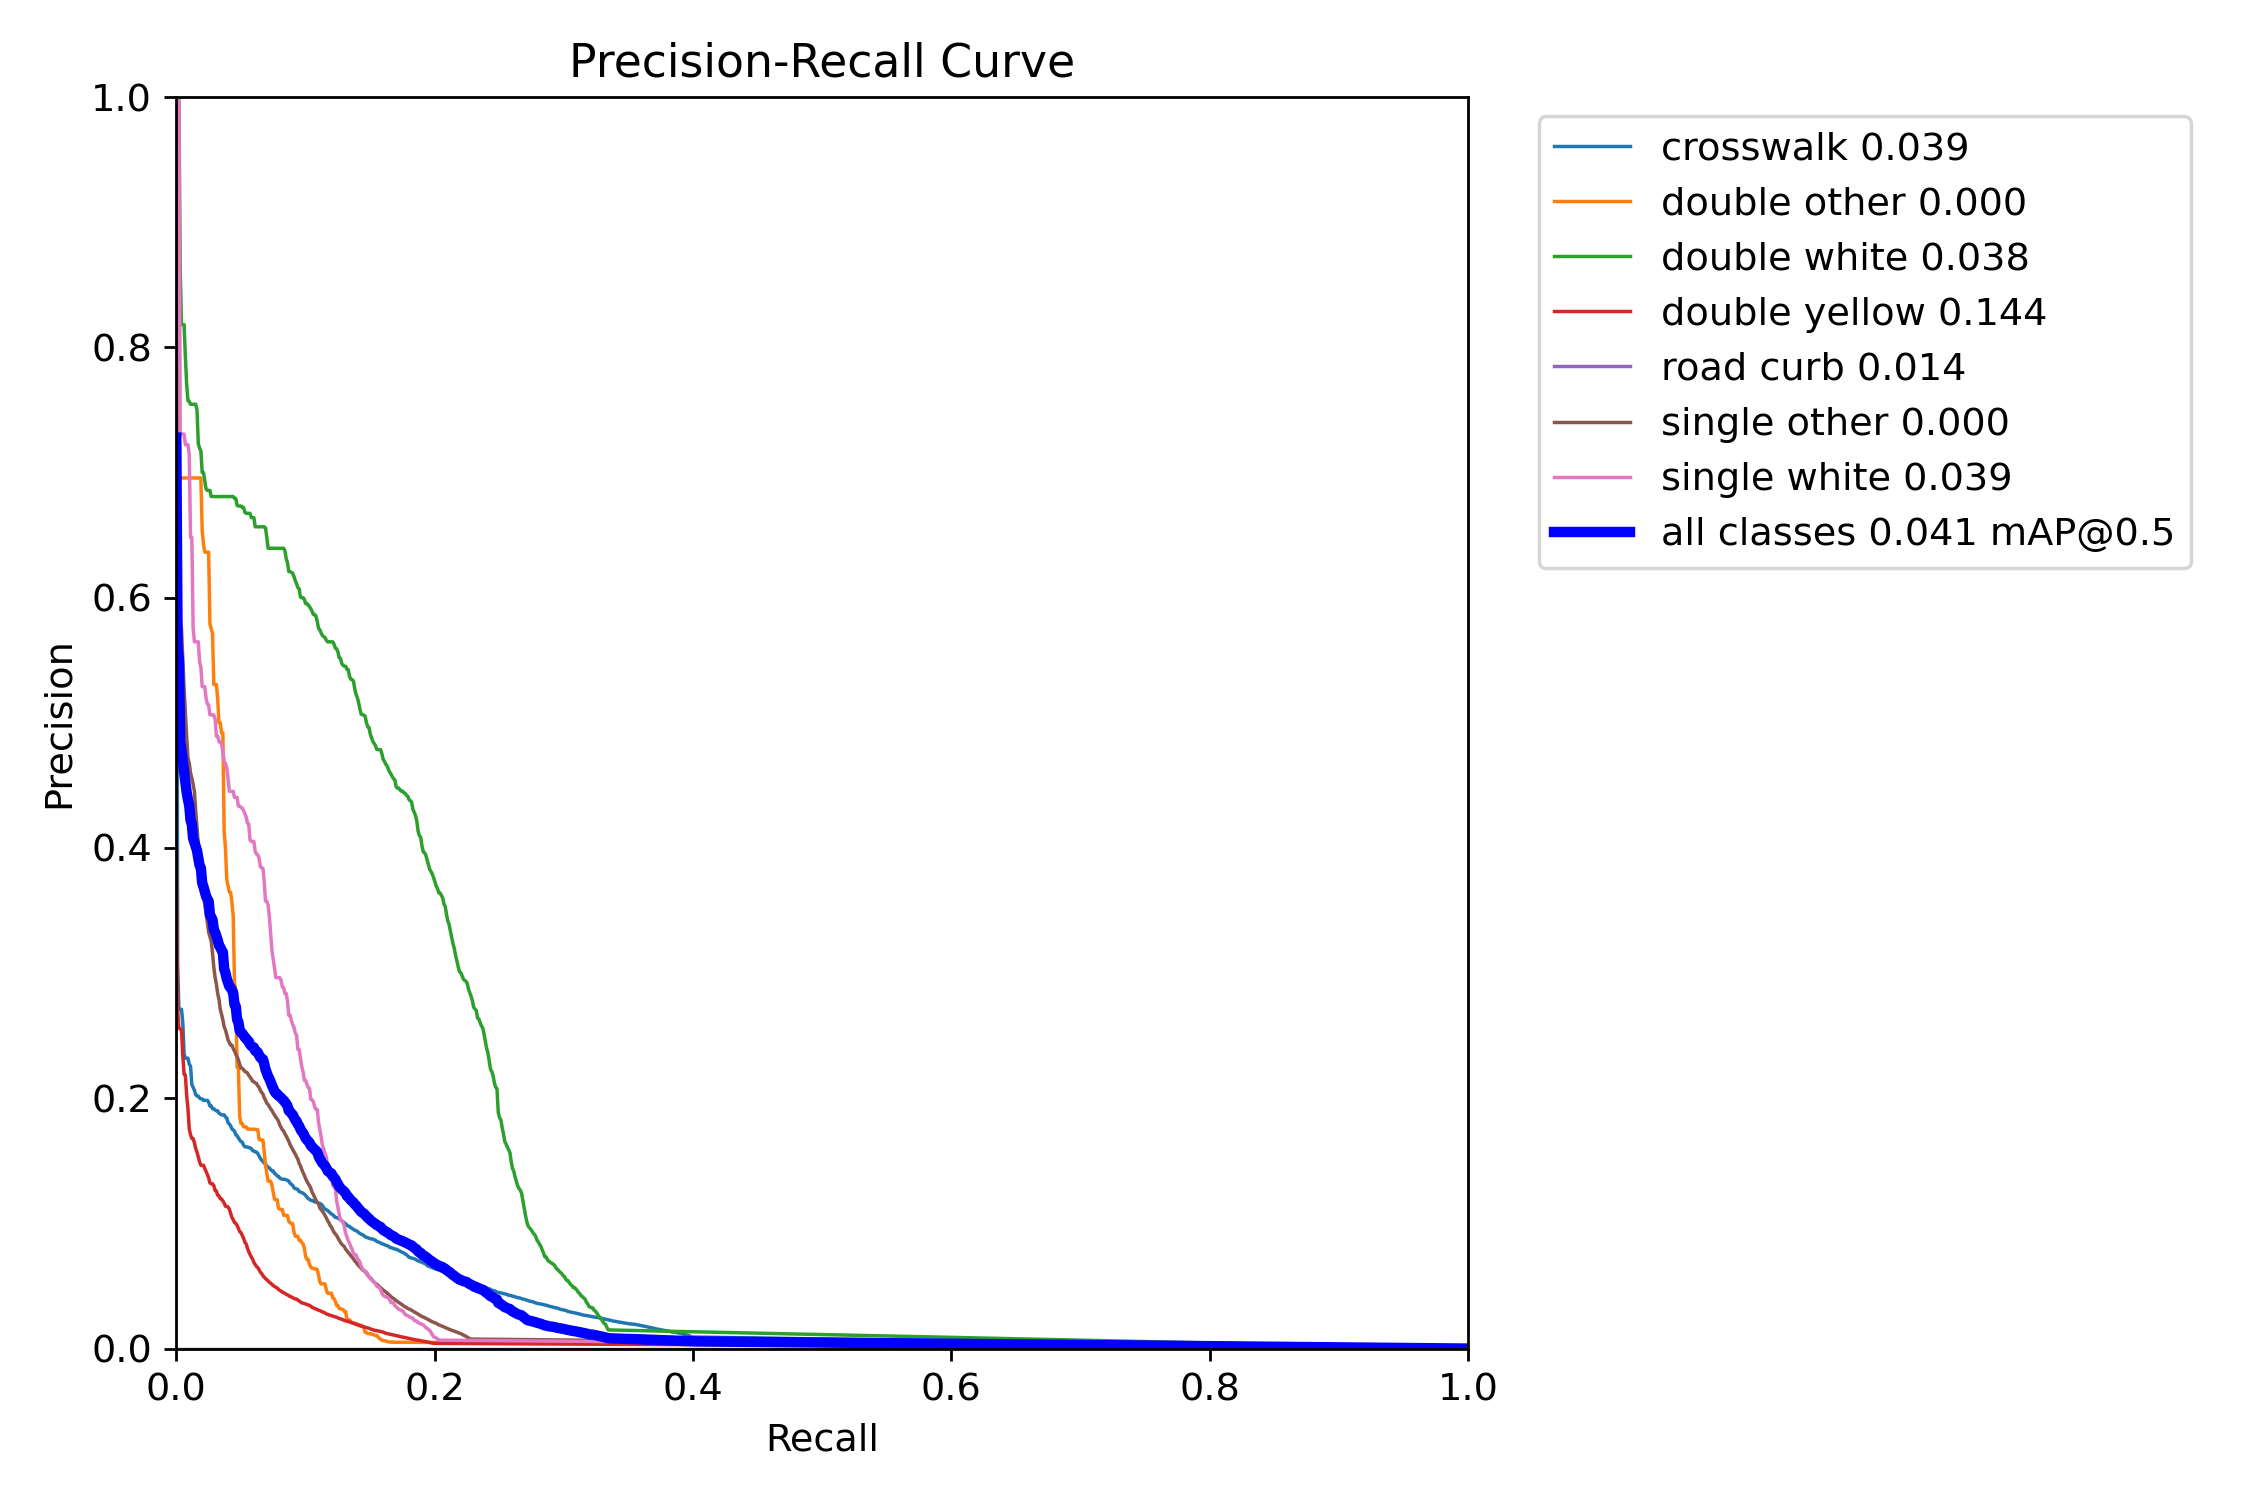 Precision-Recall Curve
1.0
0.8
0.6
0.4
0.2
0.0
Precision
0.0 0.2 0.4 0.6 0.8 1.0
Recall
crosswalk 0.039
double other 0.000
double white 0.038
double yellow 0.144
road curb 0.014
single other 0.000
single white 0.039
all classes 0.041 mAP@0.5